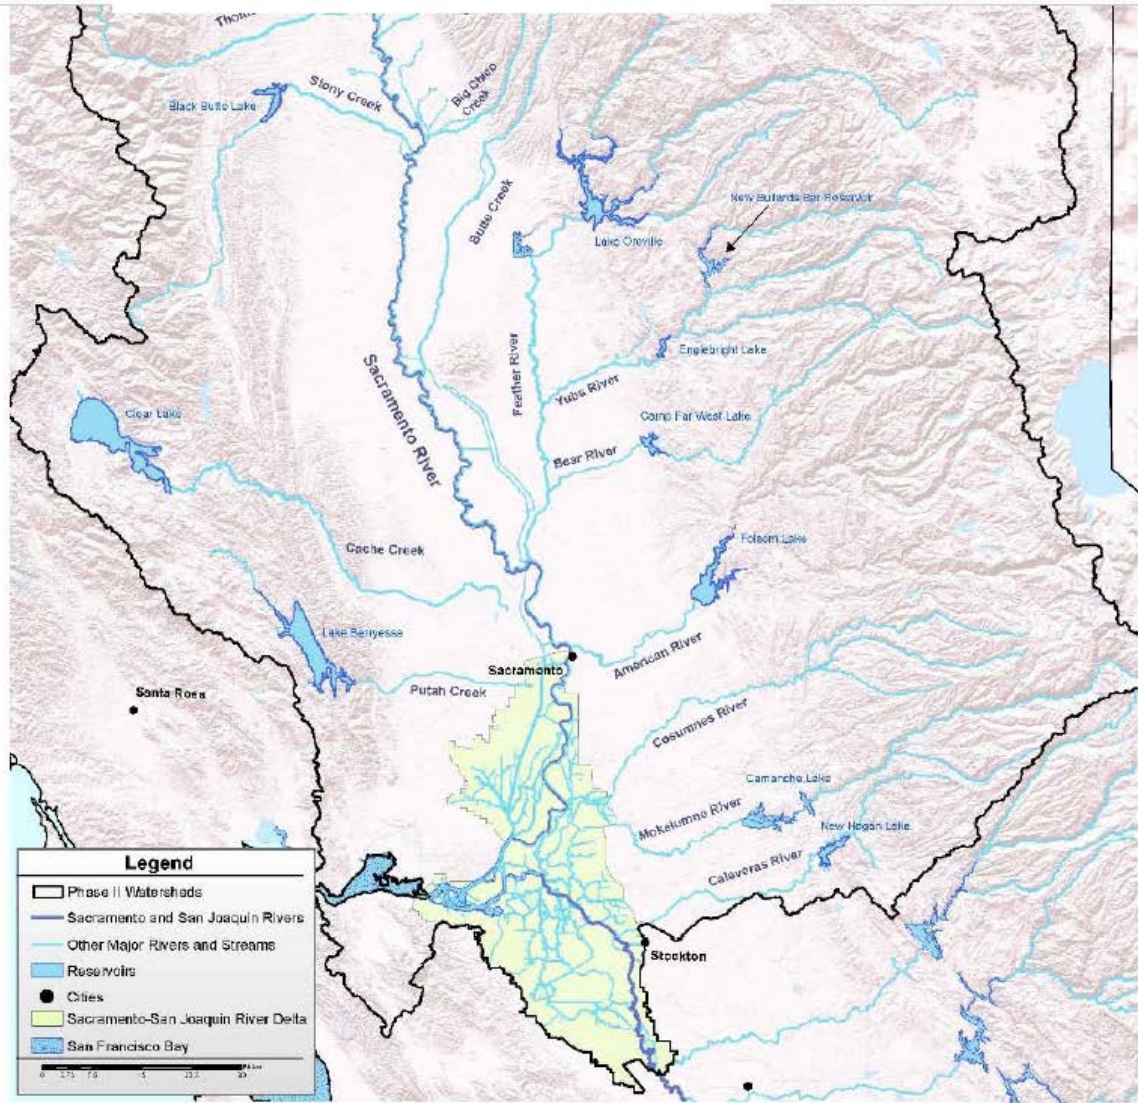 Stony Creek
Big Chico
Creek
Black Butte Lake
New Bullards Bar Reservoir
Butte Creek
Lake Oroville
Feather River
Englebright Lake
Sacramento River
Yuba River
Clear Lake
Camp Far West Lake
Bear River
Cache Creek
Folsom Lake
Lake Berryessa
Sacramento
American River
Putah Creek
Santa Rosa
Cosumnes River
Camanche Lake
Mokelumne River
New Hogan Lake
Calaveras River
Stockton
Legend
Phase II Watersheds
Sacramento and San Joaquin Rivers
Other Major Rivers and Streams
Reservoirs
Cities
Sacramento-San Joaquin River Delta
San Francisco Bay